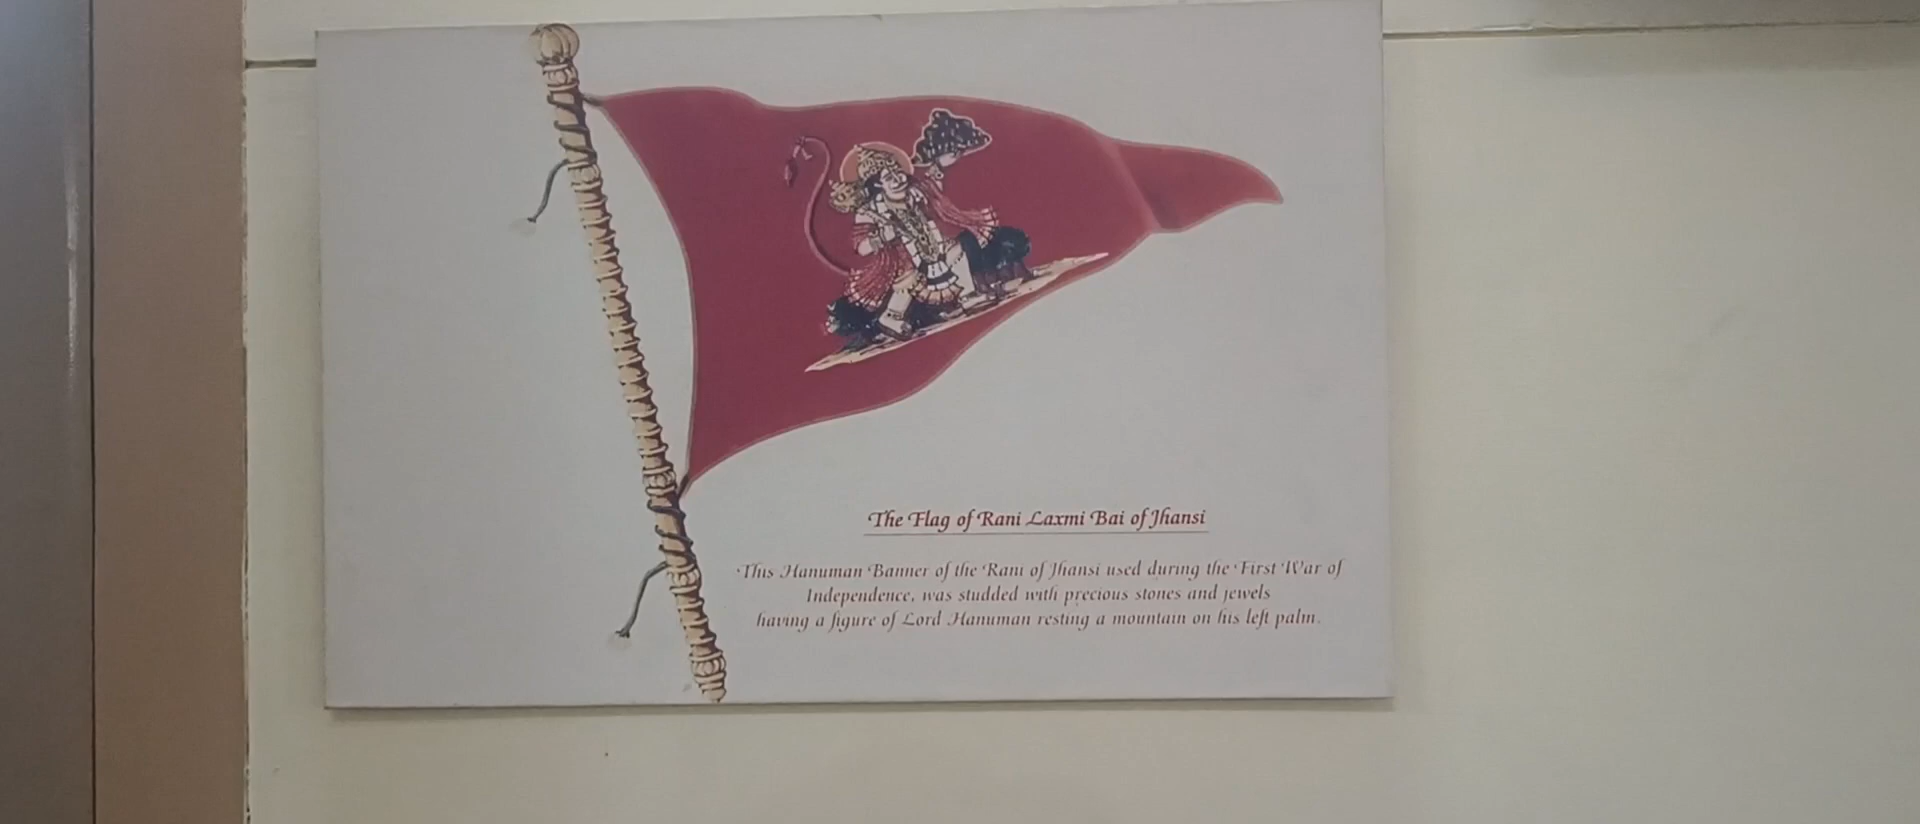 The Flag of Rani Laxmi Bai of Jhansi
This Hanuman Banner of the Rani of Jhansi used during the First War of
Independence, was studded with precious stones and jewels
having a figure of Lord Hanuman resting a mountain on his left palm.